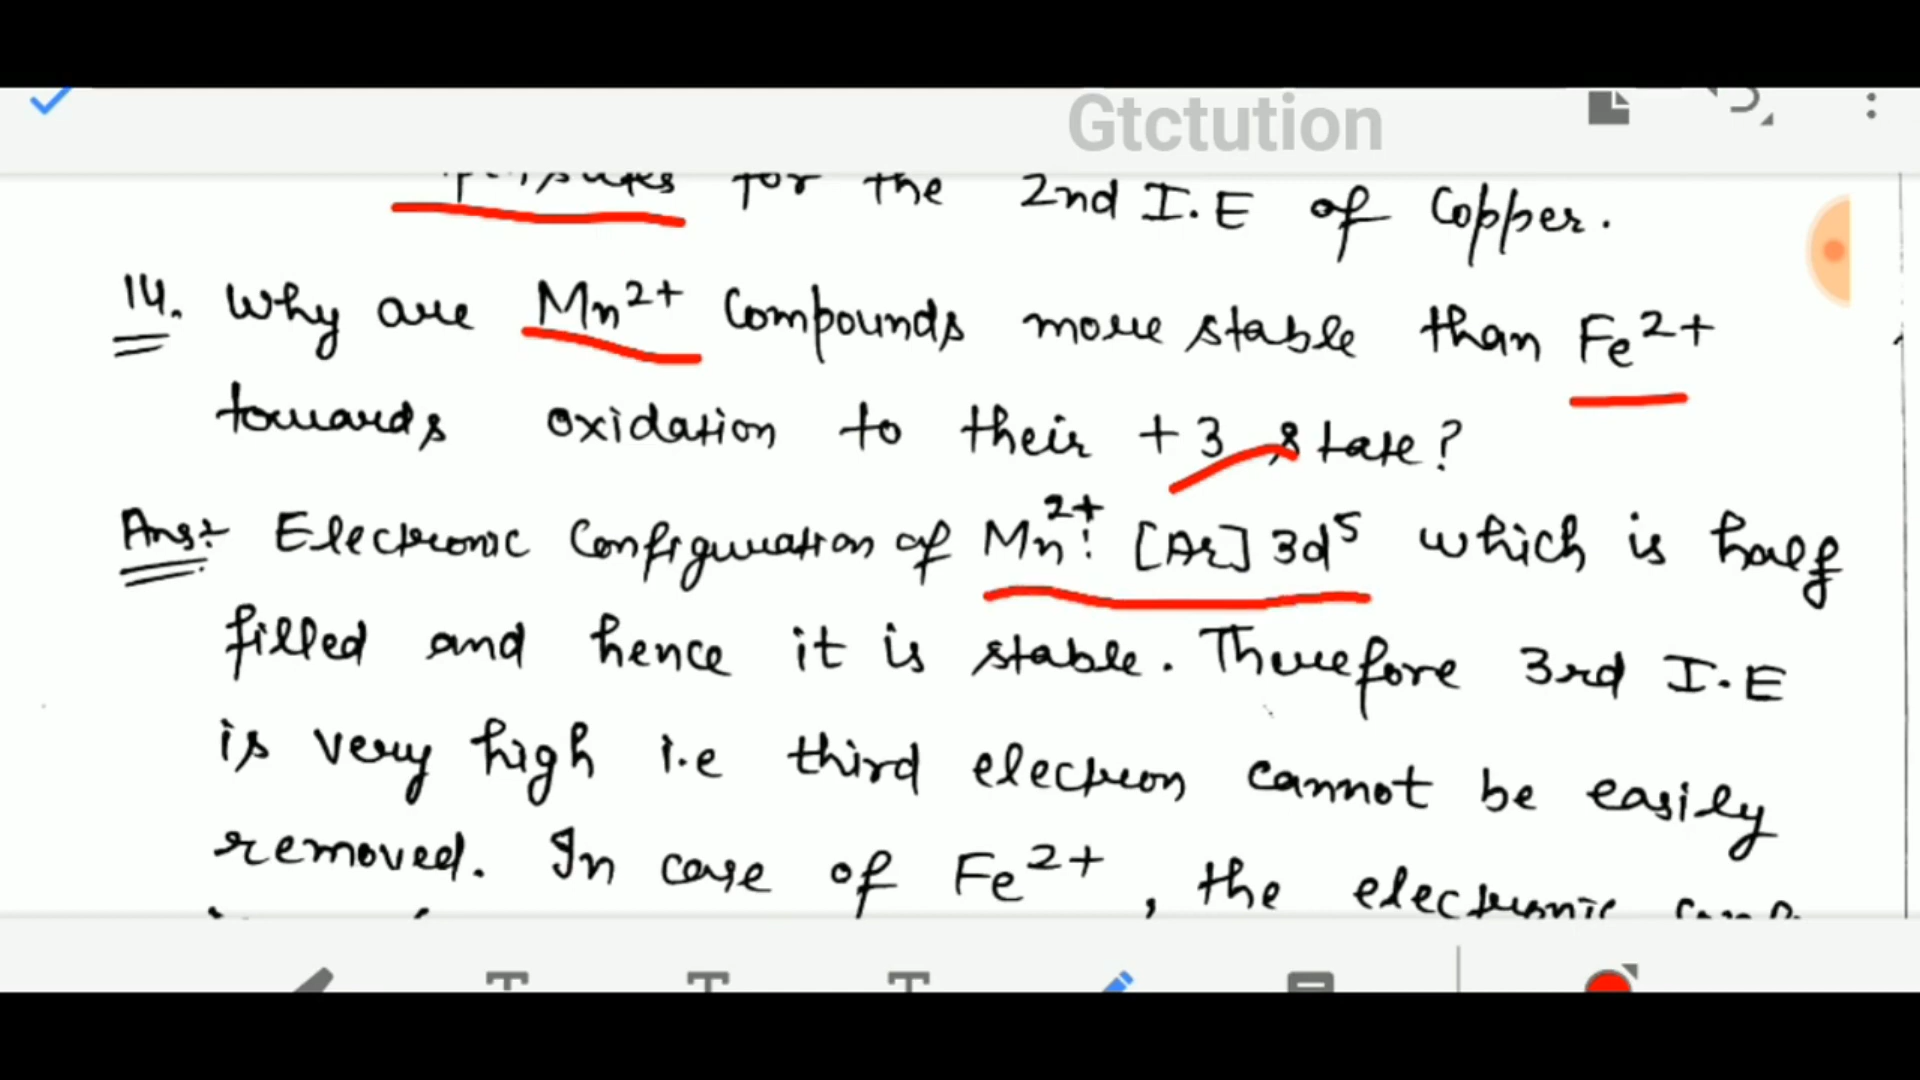 Gtctution
for the 2nd I.E of Copper.
14. Why are Mn2+ Compounds more stable than Fe2+
towards oxidation to their +3 state?
Ans:- Electronic Configuration of Mn2+: [Ar] 3d5 which is half
filled and hence it is stable. Therefore 3rd I.E
is very high i.e third electron cannot be easily
removed. In case of Fe2+, the electronic